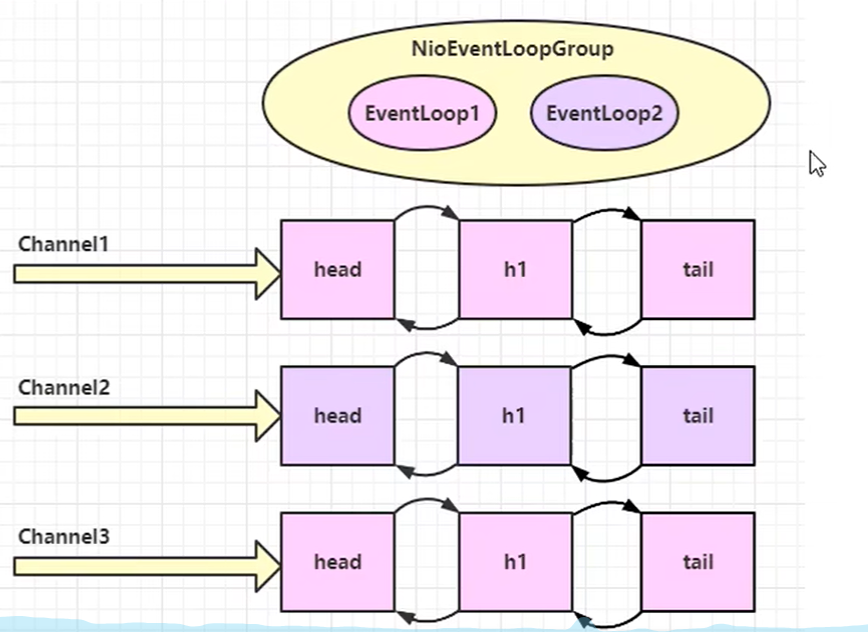 NioEventLoopGroup
EventLoop1 EventLoop2
Channel1
head h1 tail
Channel2
head h1 tail
Channel3
head h1 tail